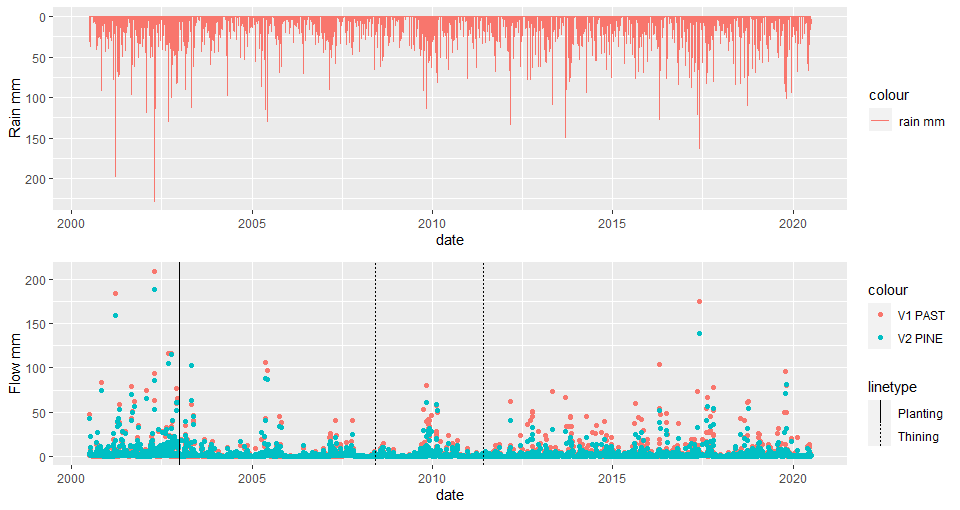 0
50
100
150
200
Rain mm
2000
2005
2010
2015
2020
date
colour
rain mm
200
150
100
50
0
Flow mm
2000
2005
2010
2015
2020
date
colour
V1 PAST
V2 PINE
linetype
Planting
Thining